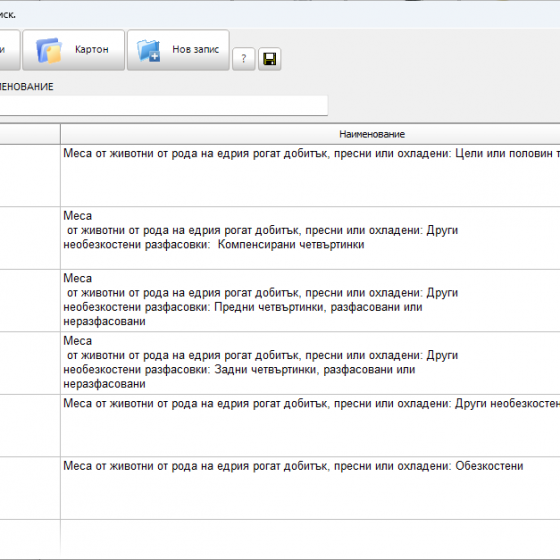 иск.
и
Картон
Нов запис
?
ИЕНОВАНИЕ
Наименование
Меса от животни от рода на едрия рогат добитък, пресни или охладени: Цели или половин т
Меса
от животни от рода на едрия рогат добитък, пресни или охладени: Други
необезкостени разфасовки: Компенсирани четвъртинки
Меса
от животни от рода на едрия рогат добитък, пресни или охладени: Други
необезкостени разфасовки: Предни четвъртинки, разфасовани или
неразфасовани
Меса
от животни от рода на едрия рогат добитък, пресни или охладени: Други
необезкостени разфасовки: Задни четвъртинки, разфасовани или
неразфасовани
Меса от животни от рода на едрия рогат добитък, пресни или охладени: Други необезкостен
Меса от животни от рода на едрия рогат добитък, пресни или охладени: Обезкостени